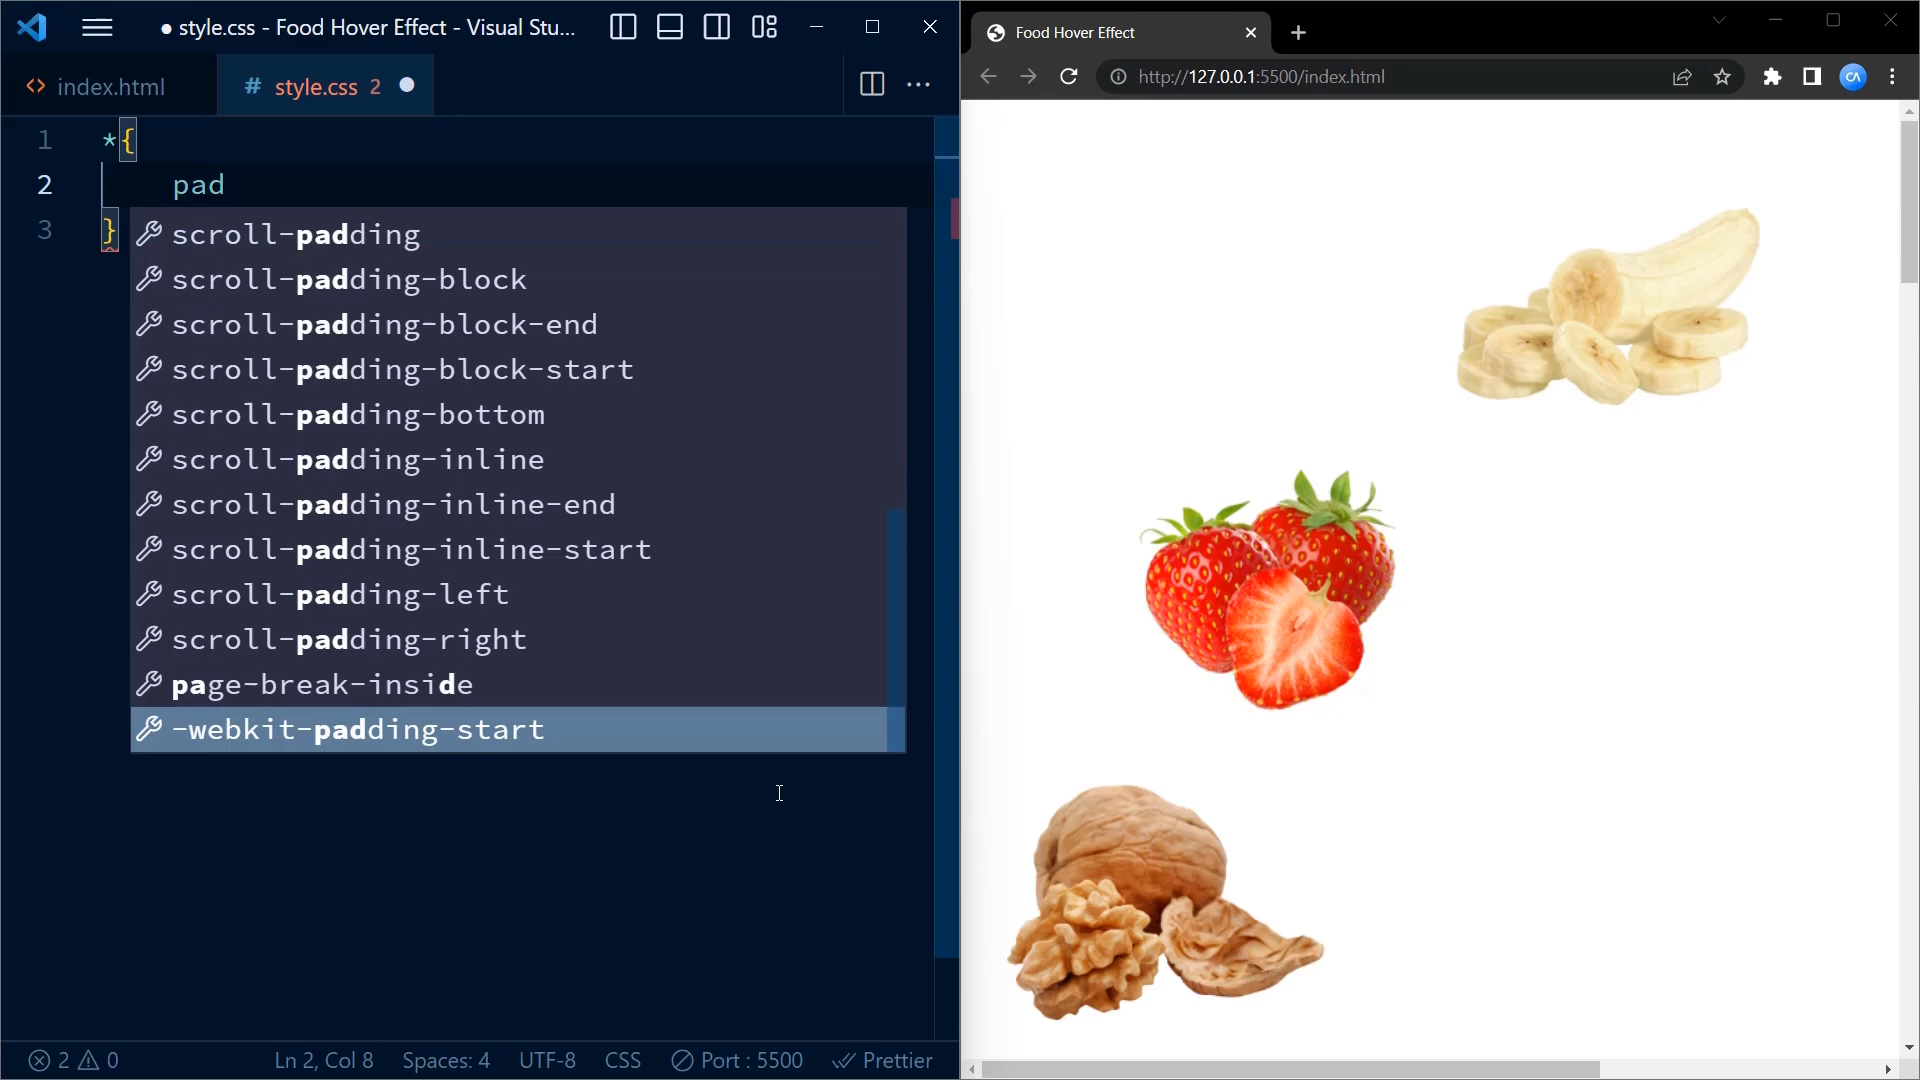 ● style.css - Food Hover Effect - Visual Stu...
<> index.html
# style.css 2 ●
1 *{
2 pad
3 }
scroll-padding
scroll-padding-block
scroll-padding-block-end
scroll-padding-block-start
scroll-padding-bottom
scroll-padding-inline
scroll-padding-inline-end
scroll-padding-inline-start
scroll-padding-left
scroll-padding-right
page-break-inside
-webkit-padding-start
2 0 Ln 2, Col 8 Spaces: 4 UTF-8 CSS Port : 5500 Prettier
Food Hover Effect
http://127.0.0.1:5500/index.html
CA